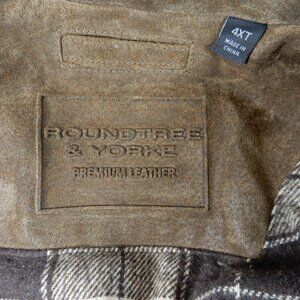 4XT
MADE IN
CHINA
ROUNDTREE
& YORKE
PREMIUM LEATHER